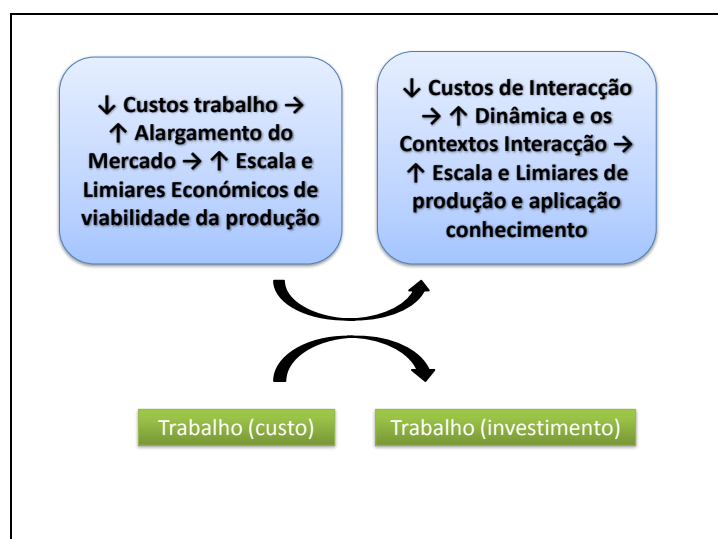 ↓ Custos trabalho →
↑ Alargamento do
Mercado → ↑ Escala e
Limiares Económicos de
viabilidade da produção
↓ Custos de Interacção
→ ↑ Dinâmica e os
Contextos Interacção →
↑ Escala e Limiares de
produção e aplicação
conhecimento
Trabalho (custo)
Trabalho (investimento)